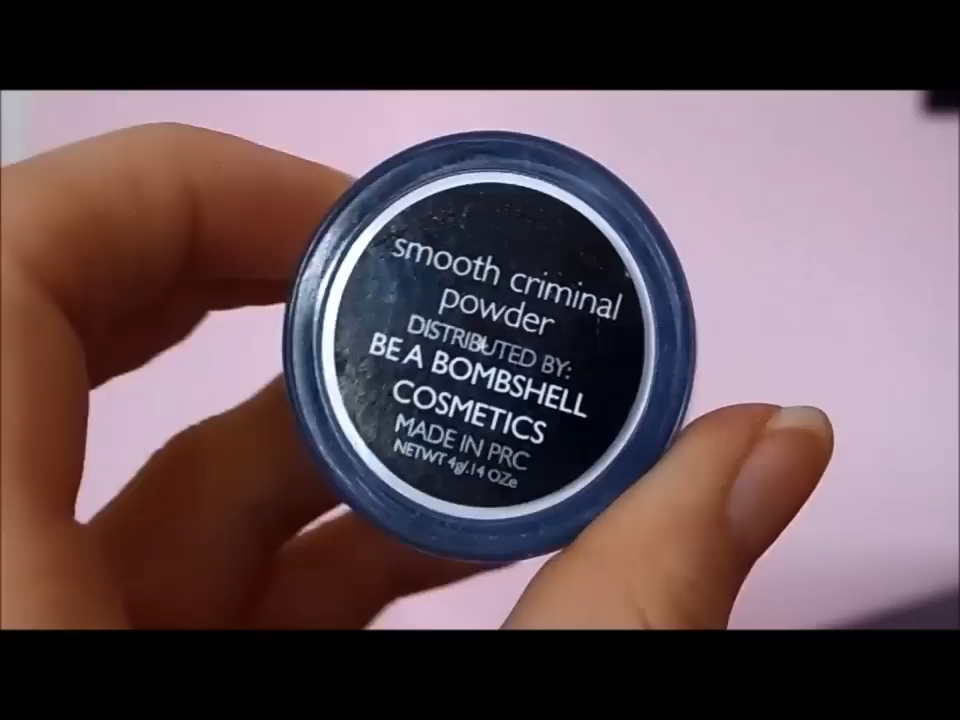 smooth criminal
powder
DISTRIBUTED BY:
BE A BOMBSHELL
COSMETICS
MADE IN PRC
NETWT 4g/.14 OZe